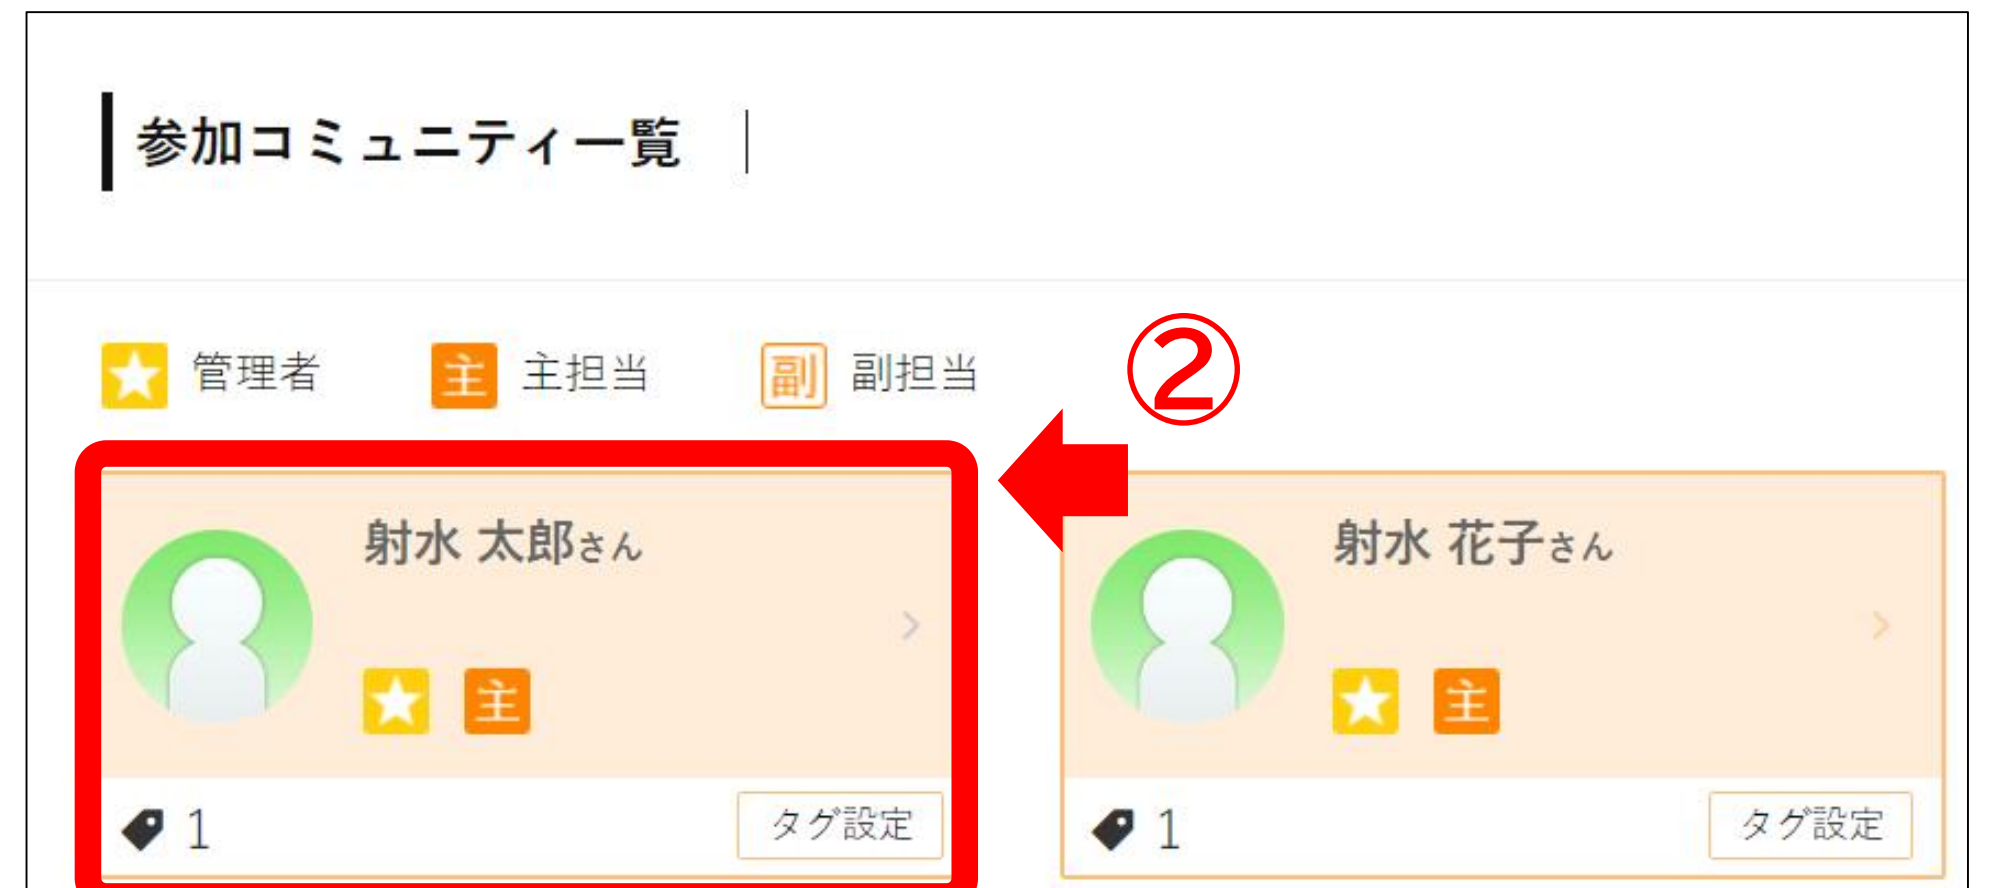 参加コミュニティ一覧
管理者 主 主担当 副 副担当
②
射水 太郎さん
主
1 タグ設定
射水 花子さん
主
1 タグ設定